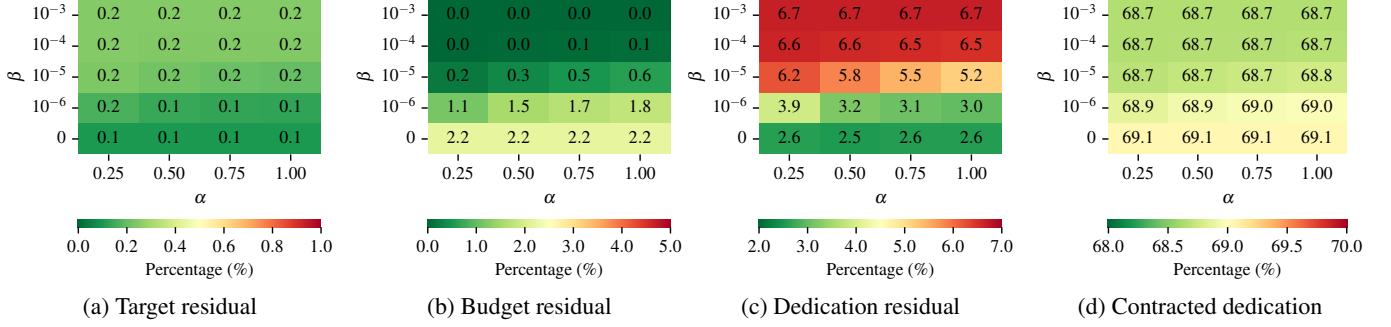 10⁻³ 0.2 0.2 0.2 0.2
10⁻⁴ 0.2 0.2 0.2 0.2
β 10⁻⁵ 0.2 0.2 0.2 0.2
10⁻⁶ 0.2 0.1 0.1 0.1
0 0.1 0.1 0.1 0.1
0.25 0.50 0.75 1.00
α
0.0 0.2 0.4 0.6 0.8 1.0
Percentage (%)
(a) Target residual
10⁻³ 0.0 0.0 0.0 0.0
10⁻⁴ 0.0 0.0 0.1 0.1
β 10⁻⁵ 0.2 0.3 0.5 0.6
10⁻⁶ 1.1 1.5 1.7 1.8
0 2.2 2.2 2.2 2.2
0.25 0.50 0.75 1.00
α
0.0 1.0 2.0 3.0 4.0 5.0
Percentage (%)
(b) Budget residual
10⁻³ 6.7 6.7 6.7 6.7
10⁻⁴ 6.6 6.6 6.5 6.5
β 10⁻⁵ 6.2 5.8 5.5 5.2
10⁻⁶ 3.9 3.2 3.1 3.0
0 2.6 2.5 2.6 2.6
0.25 0.50 0.75 1.00
α
2.0 3.0 4.0 5.0 6.0 7.0
Percentage (%)
(c) Dedication residual
10⁻³ 68.7 68.7 68.7 68.7
10⁻⁴ 68.7 68.7 68.7 68.7
β 10⁻⁵ 68.7 68.7 68.7 68.8
10⁻⁶ 68.9 68.9 69.0 69.0
0 69.1 69.1 69.1 69.1
0.25 0.50 0.75 1.00
α
68.0 68.5 69.0 69.5 70.0
Percentage (%)
(d) Contracted dedication